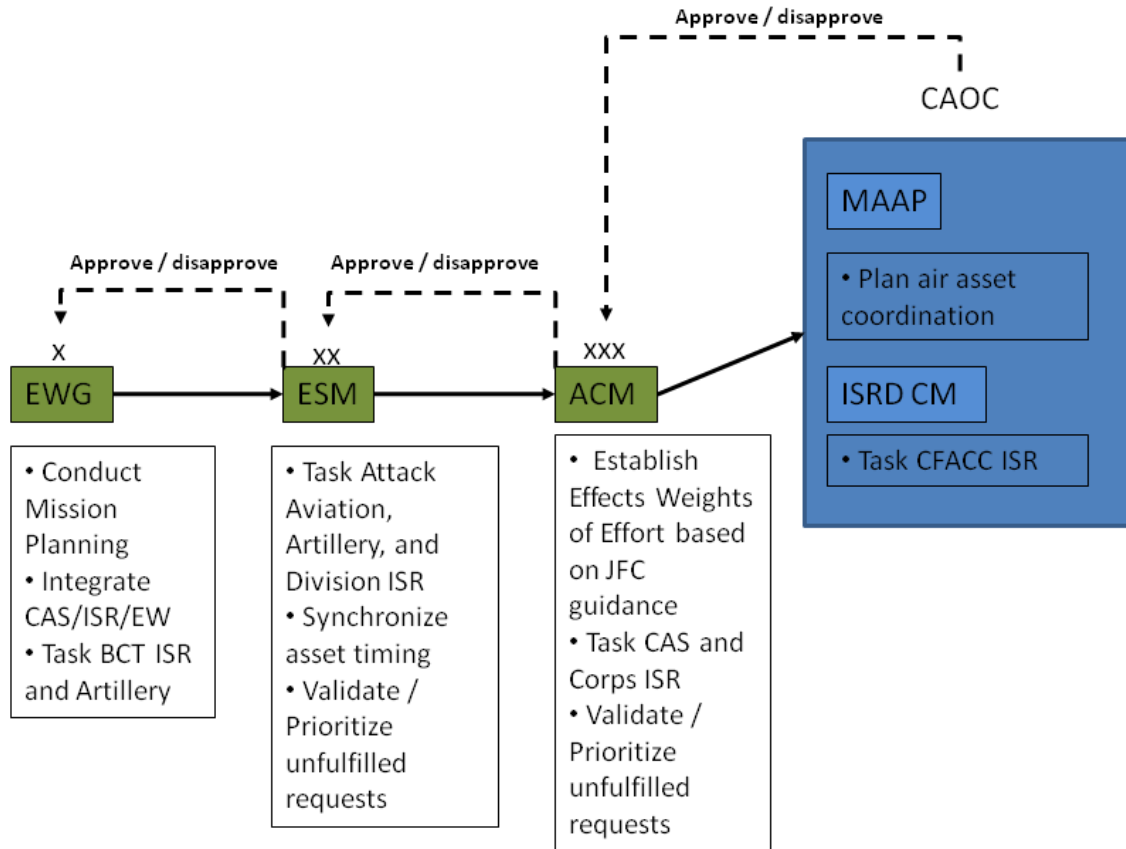 Approve / disapprove
CAOC
MAAP
• Plan air asset
coordination
ISRD CM
• Task CFACC ISR
Approve / disapprove
Approve / disapprove
X
XX
XXX
EWG
ESM
ACM
• Conduct
Mission
Planning
• Integrate
CAS/ISR/EW
• Task BCT ISR
and Artillery
• Task Attack
Aviation,
Artillery, and
Division ISR
• Synchronize
asset timing
• Validate /
Prioritize
unfulfilled
requests
• Establish
Effects Weights
of Effort based
on JFC
guidance
• Task CAS and
Corps ISR
• Validate /
Prioritize
unfulfilled
requests